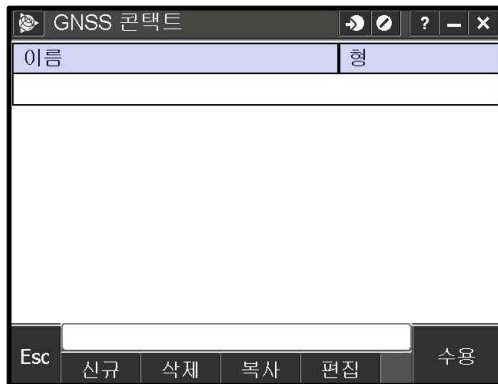 GNSS 콘택트 ? – ×
이름 형
Esc 신규 삭제 복사 편집 수용